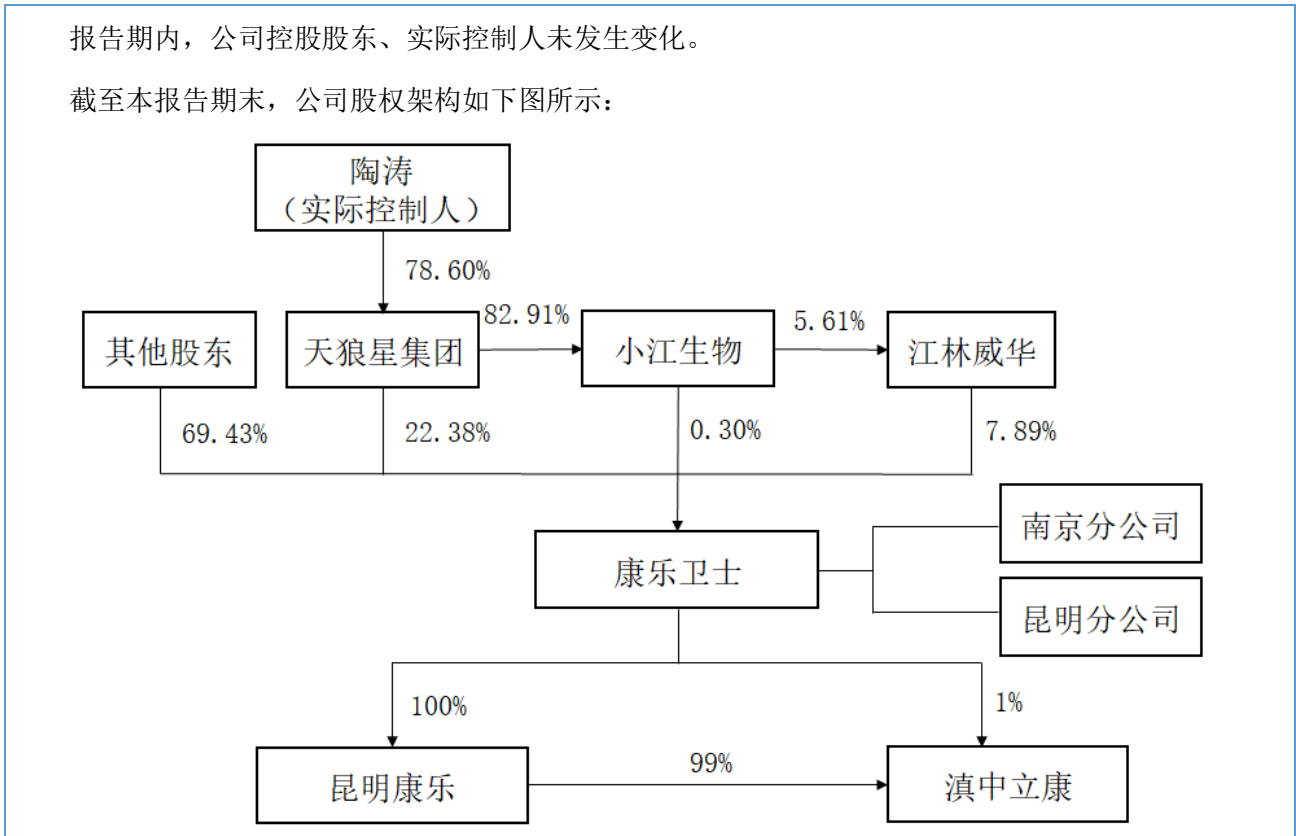 报告期内，公司控股股东、实际控制人未发生变化。
截至本报告期末，公司股权架构如下图所示：
陶涛
（实际控制人）
78.60%
其他股东
天狼星集团
82.91%
小江生物
5.61%
江林威华
69.43%
22.38%
0.30%
7.89%
康乐卫士
南京分公司
昆明分公司
100%
1%
昆明康乐
99%
滇中立康